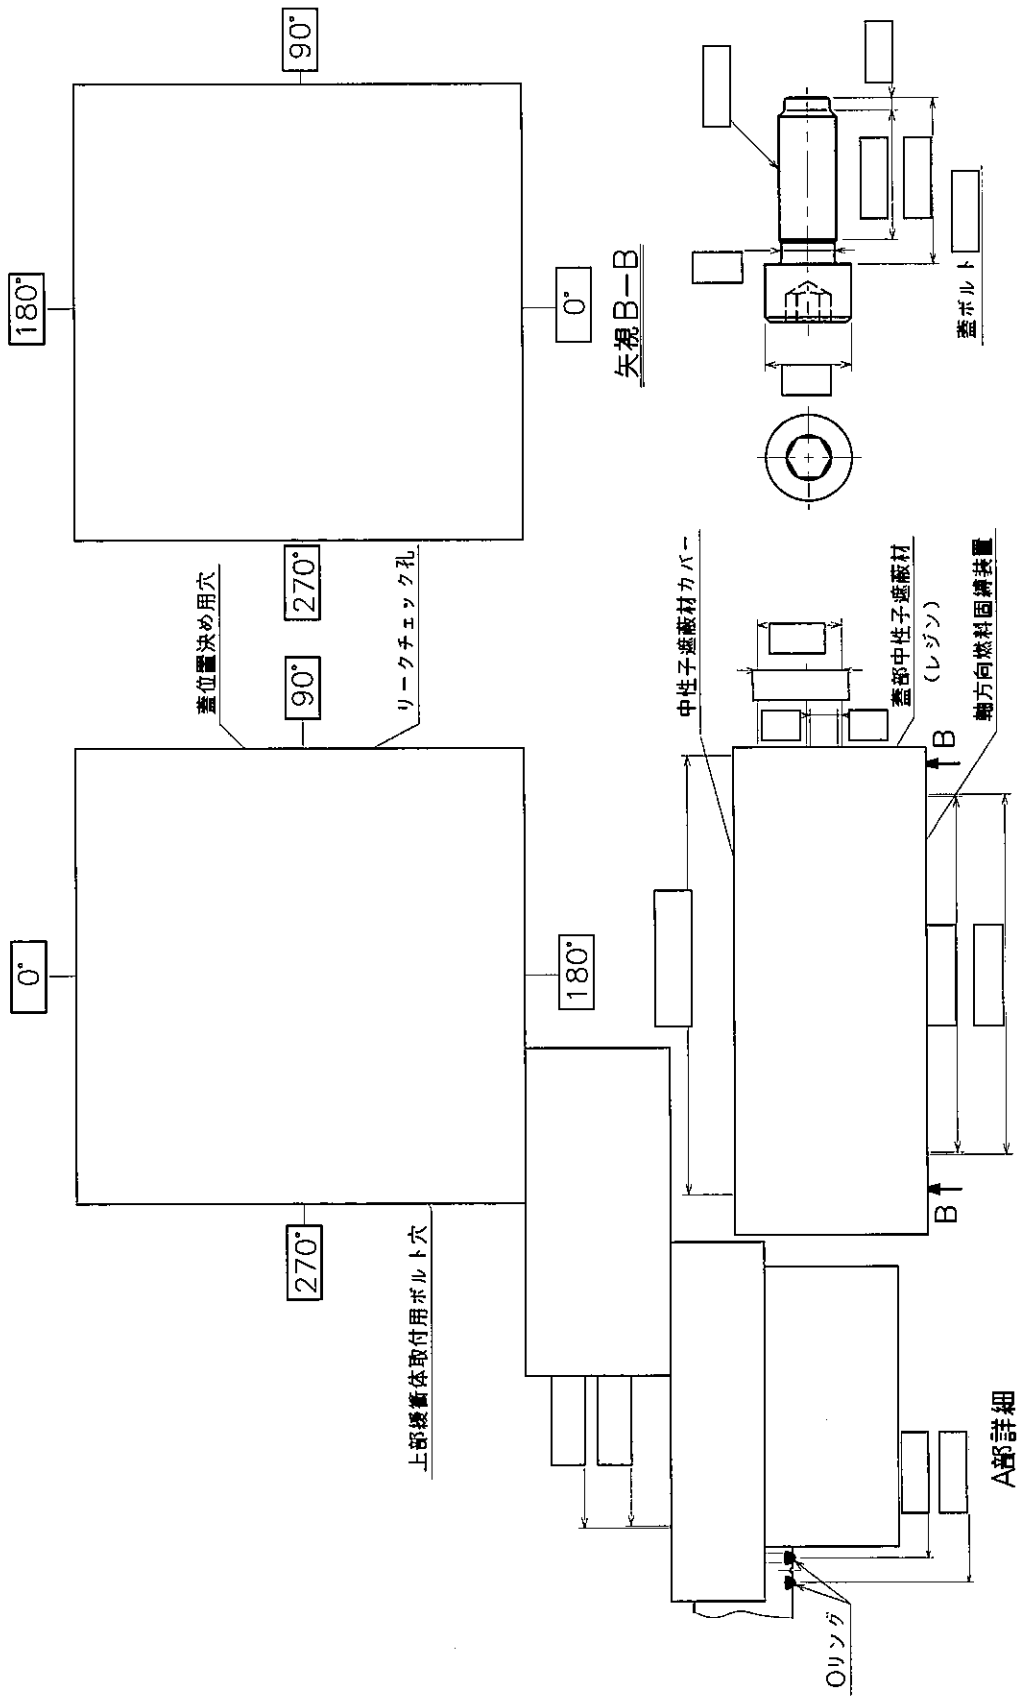 0°
270°
90°
180°
上部緩衝体取付用ボルト穴
蓋位置決め用穴
リークチェック孔
180°
270°
90°
0°
矢視B-B
中性子遮蔽材カバー
蓋部中性子遮蔽材
(レジン)
軸方向燃料固縛装置
B
B
Oリング
A部詳細
蓋ボルト